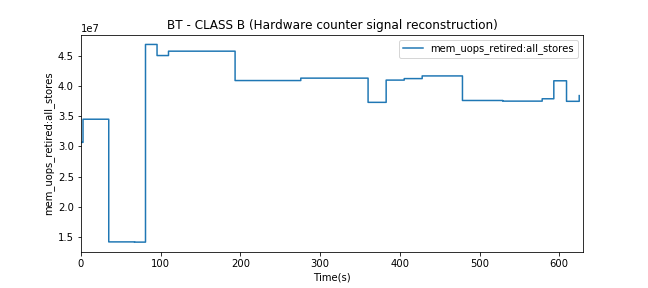 BT - CLASS B (Hardware counter signal reconstruction)
1e7
mem_uops_retired:all_stores
4.5
4.0
3.5
3.0
2.5
2.0
1.5
mem_uops_retired:all_stores
0 100 200 300 400 500 600
Time(s)